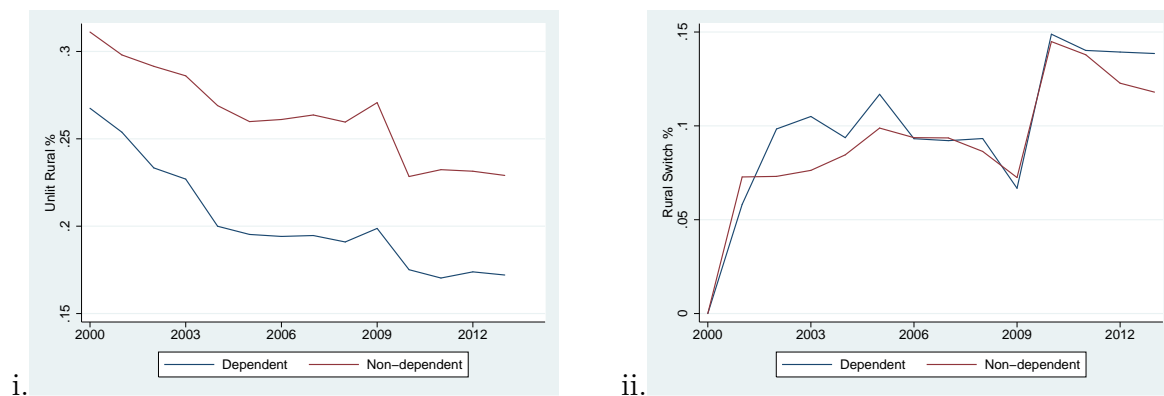 i.
Unlit Rural %
.3
.25
.2
.15
2000 2003 2006 2009 2012
Dependent Non-dependent
ii.
Rural Switch %
.15
.1
.05
0
2000 2003 2006 2009 2012
Dependent Non-dependent